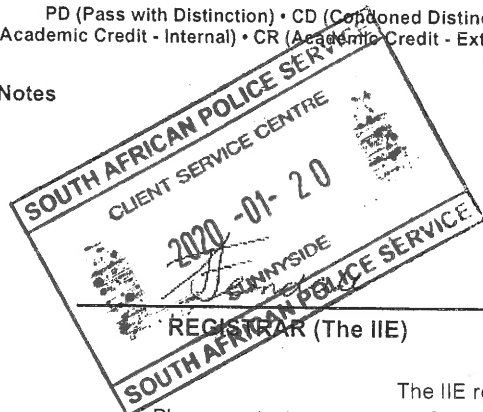 PD (Pass with Distinction) • CD (Condoned Distinc
Academic Credit - Internal) • CR (Academic Credit - Ext
Notes
SOUTH AFRICAN POLICE SERVICE
CLIENT SERVICE CENTRE
2020 -01- 20
SUNNYSIDE
SOUTH AFRICAN POLICE SERVICE
REGISTRAR (The IIE)
The IIE re